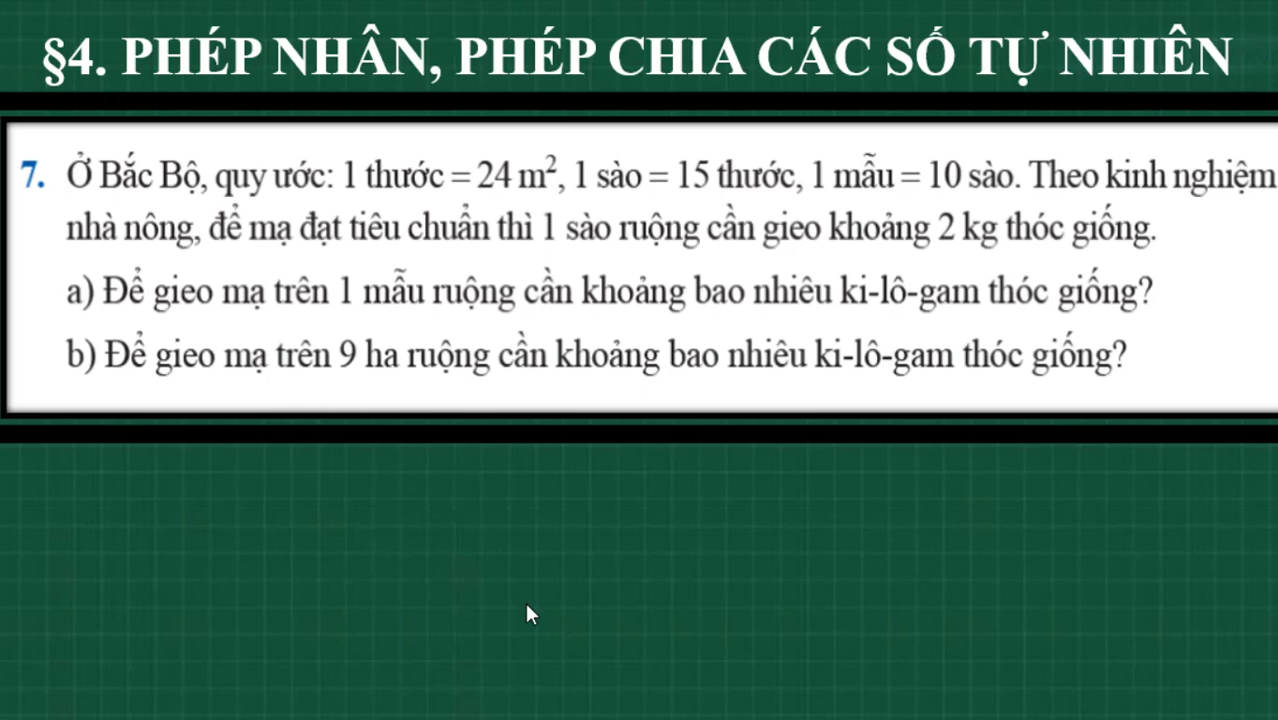 §4. PHÉP NHÂN, PHÉP CHIA CÁC SỐ TỰ NHIÊN
7. Ở Bắc Bộ, quy ước: 1 thước = 24 m², 1 sào = 15 thước, 1 mẫu = 10 sào. Theo kinh nghiệm
nhà nông, để mạ đạt tiêu chuẩn thì 1 sào ruộng cần gieo khoảng 2 kg thóc giống.
a) Để gieo mạ trên 1 mẫu ruộng cần khoảng bao nhiêu ki-lô-gam thóc giống?
b) Để gieo mạ trên 9 ha ruộng cần khoảng bao nhiêu ki-lô-gam thóc giống?